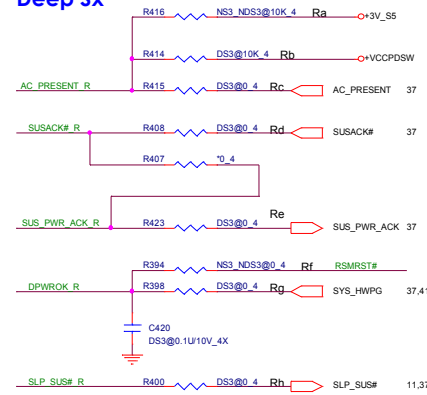 Deep Sx
R416 NS3_NDS3@10K_4 Ra +3V_S5
R414 DS3@10K_4 Rb +VCCPDSW
AC_PRESENT_R R415 DS3@0_4 Rc AC_PRESENT 37
SUSACK#_R R408 DS3@0_4 Rd SUSACK# 37
R407 *0_4
Re
SUS_PWR_ACK_R R423 DS3@0_4 SUS_PWR_ACK 37
R394 NS3_NDS3@0_4 Rf RSMRST#
DPWROK_R R398 DS3@0_4 Rg SYS_HWPG 37,41
C420
DS3@0.1U/10V_4X
SLP_SUS#_R R400 DS3@0_4 Rh SLP_SUS# 11,37